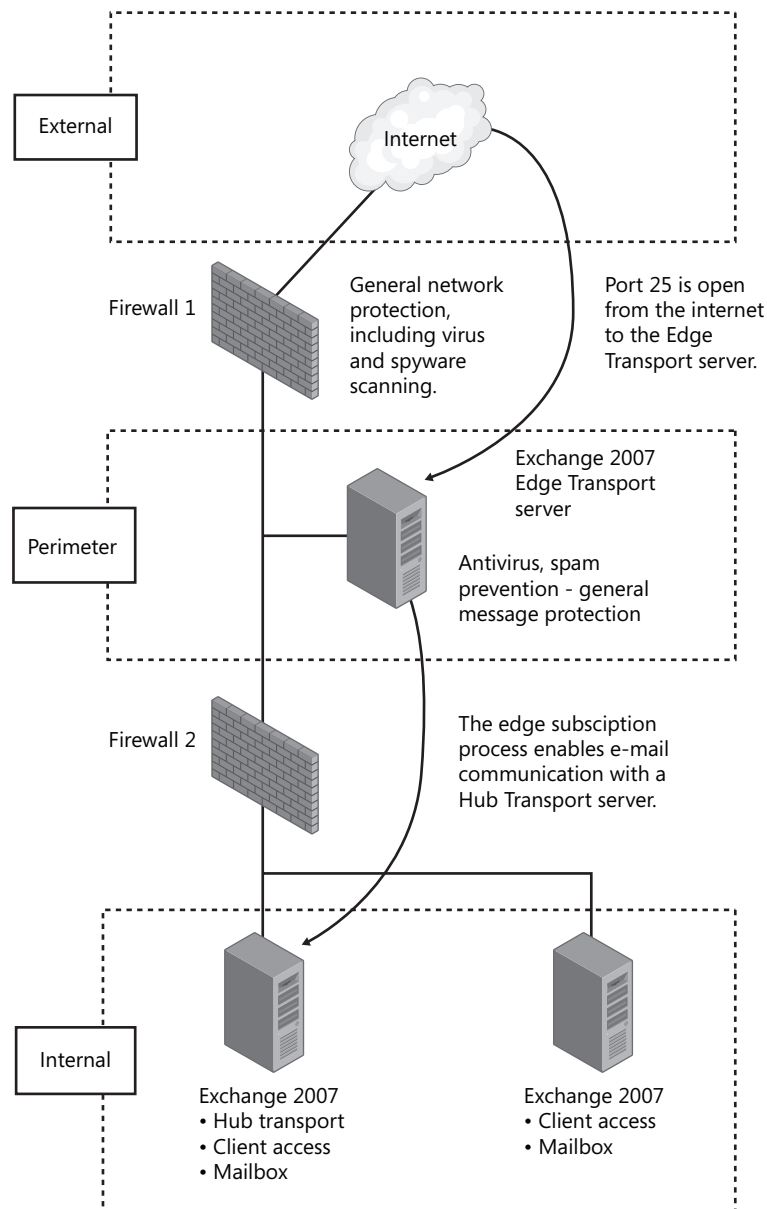 External
Internet
Firewall 1
General network
protection,
including virus
and spyware
scanning.
Port 25 is open
from the internet
to the Edge
Transport server.
Perimeter
Exchange 2007
Edge Transport
server
Antivirus, spam
prevention - general
message protection
Firewall 2
The edge subsciption
process enables e-mail
communication with a
Hub Transport server.
Internal
Exchange 2007
• Hub transport
• Client access
• Mailbox
Exchange 2007
• Client access
• Mailbox